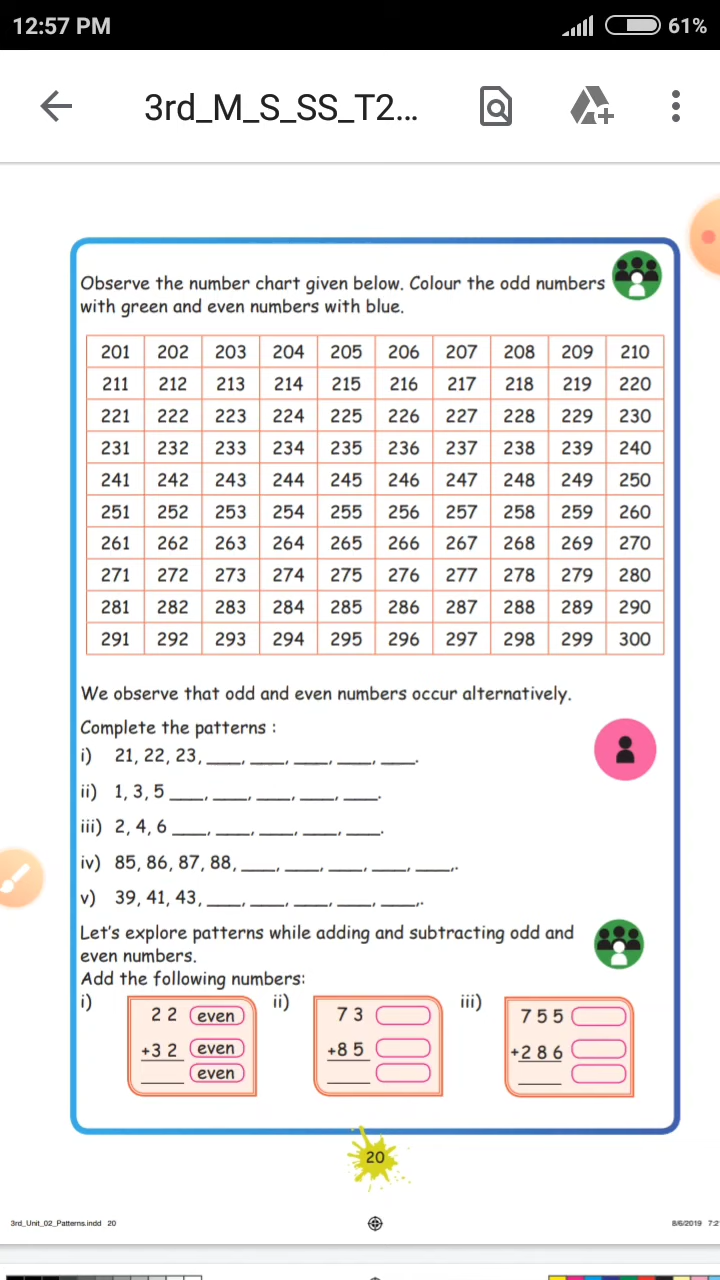 12:57 PM 61%
3rd_M_S_SS_T2...
Observe the number chart given below. Colour the odd numbers
with green and even numbers with blue.
201 202 203 204 205 206 207 208 209 210
211 212 213 214 215 216 217 218 219 220
221 222 223 224 225 226 227 228 229 230
231 232 233 234 235 236 237 238 239 240
241 242 243 244 245 246 247 248 249 250
251 252 253 254 255 256 257 258 259 260
261 262 263 264 265 266 267 268 269 270
271 272 273 274 275 276 277 278 279 280
281 282 283 284 285 286 287 288 289 290
291 292 293 294 295 296 297 298 299 300
We observe that odd and even numbers occur alternatively.
Complete the patterns :
i) 21, 22, 23, ____, ____, ____, ____, ____.
ii) 1, 3, 5 ____, ____, ____, ____, ____.
iii) 2, 4, 6 ____, ____, ____, ____, ____.
iv) 85, 86, 87, 88, ____, ____, ____, ____, ____,.
v) 39, 41, 43, ____, ____, ____, ____, ____,.
Let's explore patterns while adding and subtracting odd and
even numbers.
Add the following numbers:
i) ii) iii)
2 2 even 7 3 7 5 5
+3 2 even +8 5 +2 8 6
even
20
3rd_Unit_02_Patterns.indd 20 8/6/2019 7:2